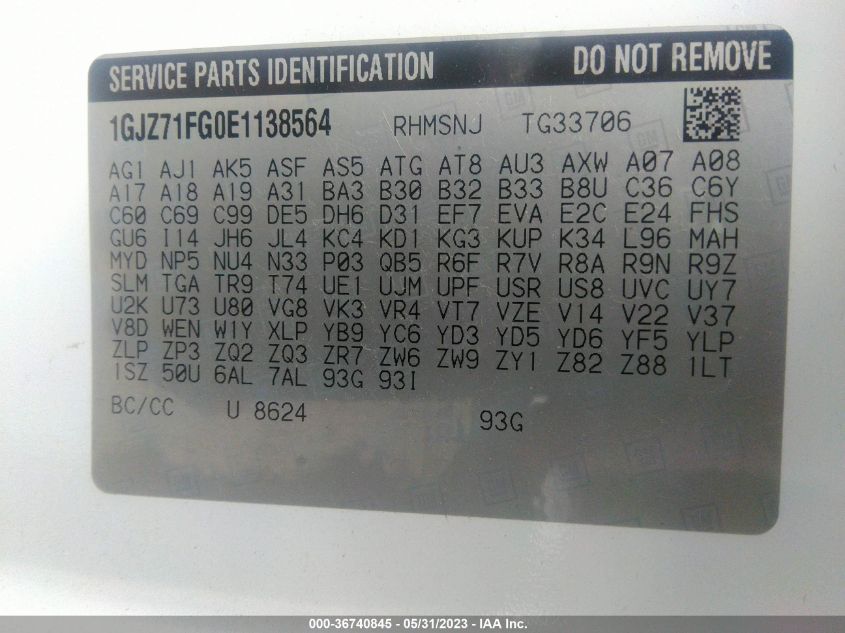 SERVICE PARTS IDENTIFICATION DO NOT REMOVE
1GJZ71FG0E1138564 RHMSNJ TG33706
AG1 AJ1 AK5 ASF AS5 ATG AT8 AU3 AXW A07 A08
A17 A18 A19 A31 BA3 B30 B32 B33 B8U C36 C6Y
C60 C69 C99 DE5 DH6 D31 EF7 EVA E2C E24 FHS
GU6 I14 JH6 JL4 KC4 KD1 KG3 KUP K34 L96 MAH
MYD NP5 NU4 N33 P03 QB5 R6F R7V R8A R9N R9Z
SLM TGA TR9 T74 UE1 UJM UPF USR US8 UVC UY7
U2K U73 U80 VG8 VK3 VR4 VT7 VZE V14 V22 V37
V8D WEN W1Y XLP YB9 YC6 YD3 YD5 YD6 YF5 YLP
ZLP ZP3 ZQ2 ZQ3 ZR7 ZW6 ZW9 ZY1 Z82 Z88 1LT
1SZ 50U 6AL 7AL 93G 93I
BC/CC U 8624 93G
000-36740845 - 05/31/2023 - IAA Inc.